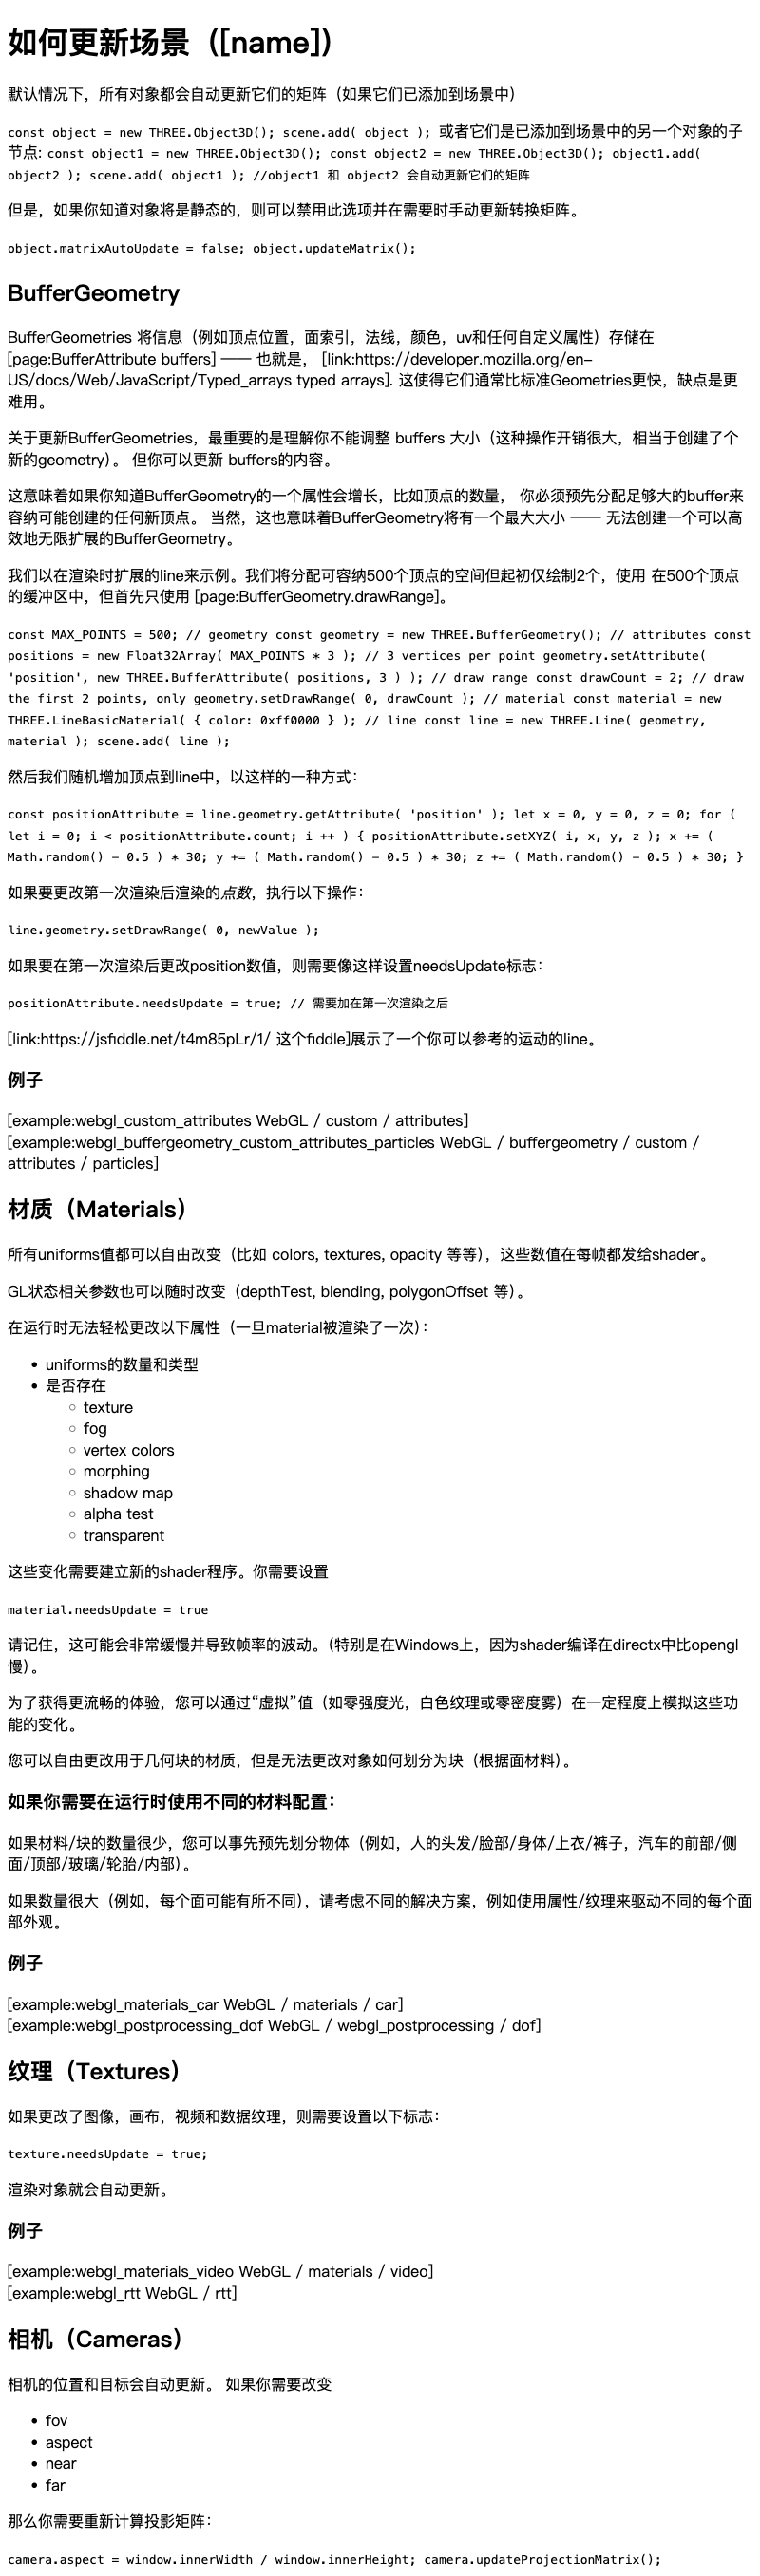 如何更新场景（[name]）
默认情况下，所有对象都会自动更新它们的矩阵（如果它们已添加到场景中）
const object = new THREE.Object3D(); scene.add( object ); 或者它们是已添加到场景中的另一个对象的子
节点: const object1 = new THREE.Object3D(); const object2 = new THREE.Object3D(); object1.add(
object2 ); scene.add( object1 ); //object1 和 object2 会自动更新它们的矩阵
但是，如果你知道对象将是静态的，则可以禁用此选项并在需要时手动更新转换矩阵。
object.matrixAutoUpdate = false; object.updateMatrix();
BufferGeometry
BufferGeometries 将信息（例如顶点位置，面索引，法线，颜色，uv和任何自定义属性）存储在
[page:BufferAttribute buffers] —— 也就是， [link:https://developer.mozilla.org/en-
US/docs/Web/JavaScript/Typed_arrays typed arrays]. 这使得它们通常比标准Geometries更快，缺点是更
难用。
关于更新BufferGeometries，最重要的是理解你不能调整 buffers 大小（这种操作开销很大，相当于创建了个
新的geometry）。 但你可以更新 buffers的内容。
这意味着如果你知道BufferGeometry的一个属性会增长，比如顶点的数量， 你必须预先分配足够大的buffer来
容纳可能创建的任何新顶点。 当然，这也意味着BufferGeometry将有一个最大大小 —— 无法创建一个可以高
效地无限扩展的BufferGeometry。
我们以在渲染时扩展的line来示例。我们将分配可容纳500个顶点的空间但起初仅绘制2个，使用 在500个顶点
的缓冲区中，但首先只使用 [page:BufferGeometry.drawRange]。
const MAX_POINTS = 500; // geometry const geometry = new THREE.BufferGeometry(); // attributes const
positions = new Float32Array( MAX_POINTS * 3 ); // 3 vertices per point geometry.setAttribute(
'position', new THREE.BufferAttribute( positions, 3 ) ); // draw range const drawCount = 2; // draw
the first 2 points, only geometry.setDrawRange( 0, drawCount ); // material const material = new
THREE.LineBasicMaterial( { color: 0xff0000 } ); // line const line = new THREE.Line( geometry,
material ); scene.add( line );
然后我们随机增加顶点到line中，以这样的一种方式：
const positionAttribute = line.geometry.getAttribute( 'position' ); let x = 0, y = 0, z = 0; for (
let i = 0; i < positionAttribute.count; i ++ ) { positionAttribute.setXYZ( i, x, y, z ); x += (
Math.random() - 0.5 ) * 30; y += ( Math.random() - 0.5 ) * 30; z += ( Math.random() - 0.5 ) * 30; }
如果要更改第一次渲染后渲染的点数，执行以下操作：
line.geometry.setDrawRange( 0, newValue );
如果要在第一次渲染后更改position数值，则需要像这样设置needsUpdate标志：
positionAttribute.needsUpdate = true; // 需要加在第一次渲染之后
[link:https://jsfiddle.net/t4m85pLr/1/ 这个fiddle]展示了一个你可以参考的运动的line。
例子
[example:webgl_custom_attributes WebGL / custom / attributes]
[example:webgl_buffergeometry_custom_attributes_particles WebGL / buffergeometry / custom /
attributes / particles]
材质（Materials）
所有uniforms值都可以自由改变（比如 colors, textures, opacity 等等），这些数值在每帧都发给shader。
GL状态相关参数也可以随时改变（depthTest, blending, polygonOffset 等）。
在运行时无法轻松更改以下属性（一旦material被渲染了一次）：
• uniforms的数量和类型
• 是否存在
◦ texture
◦ fog
◦ vertex colors
◦ morphing
◦ shadow map
◦ alpha test
◦ transparent
这些变化需要建立新的shader程序。你需要设置
material.needsUpdate = true
请记住，这可能会非常缓慢并导致帧率的波动。（特别是在Windows上，因为shader编译在directx中比opengl
慢）。
为了获得更流畅的体验，您可以通过“虚拟”值（如零强度光，白色纹理或零密度雾）在一定程度上模拟这些功
能的变化。
您可以自由更改用于几何块的材质，但是无法更改对象如何划分为块（根据面材料）。
如果你需要在运行时使用不同的材料配置：
如果材料/块的数量很少，您可以事先预先划分物体（例如，人的头发/脸部/身体/上衣/裤子，汽车的前部/侧
面/顶部/玻璃/轮胎/内部）。
如果数量很大（例如，每个面可能有所不同），请考虑不同的解决方案，例如使用属性/纹理来驱动不同的每个面
部外观。
例子
[example:webgl_materials_car WebGL / materials / car]
[example:webgl_postprocessing_dof WebGL / webgl_postprocessing / dof]
纹理（Textures）
如果更改了图像，画布，视频和数据纹理，则需要设置以下标志：
texture.needsUpdate = true;
渲染对象就会自动更新。
例子
[example:webgl_materials_video WebGL / materials / video]
[example:webgl_rtt WebGL / rtt]
相机（Cameras）
相机的位置和目标会自动更新。 如果你需要改变
• fov
• aspect
• near
• far
那么你需要重新计算投影矩阵：
camera.aspect = window.innerWidth / window.innerHeight; camera.updateProjectionMatrix();